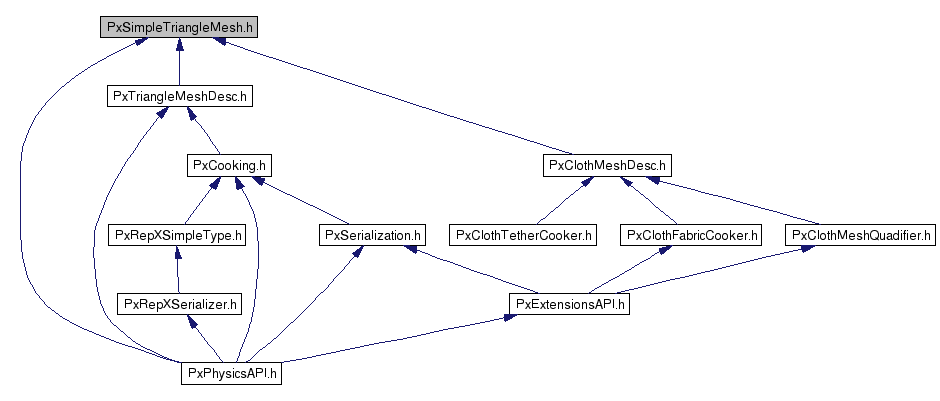 PxSimpleTriangleMesh.h
PxTriangleMeshDesc.h
PxCooking.h
PxClothMeshDesc.h
PxRepXSimpleType.h
PxSerialization.h
PxClothTetherCooker.h
PxClothFabricCooker.h
PxClothMeshQuadifier.h
PxRepXSerializer.h
PxExtensionsAPI.h
PxPhysicsAPI.h